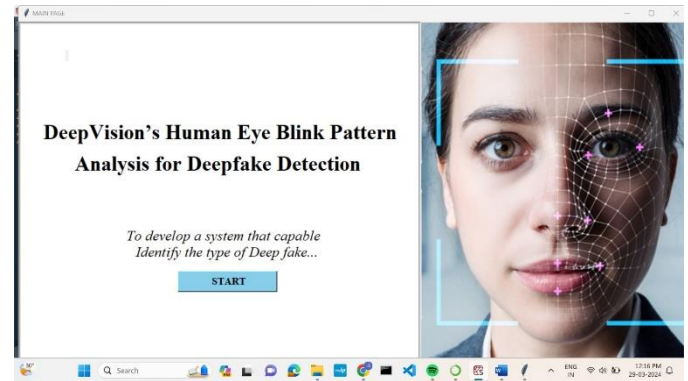 MAIN PAGE
DeepVision's Human Eye Blink Pattern
Analysis for Deepfake Detection
To develop a system that capable
Identify the type of Deep fake...
START
30°
Search
ENG
IN
12:16 PM
29-03-2024